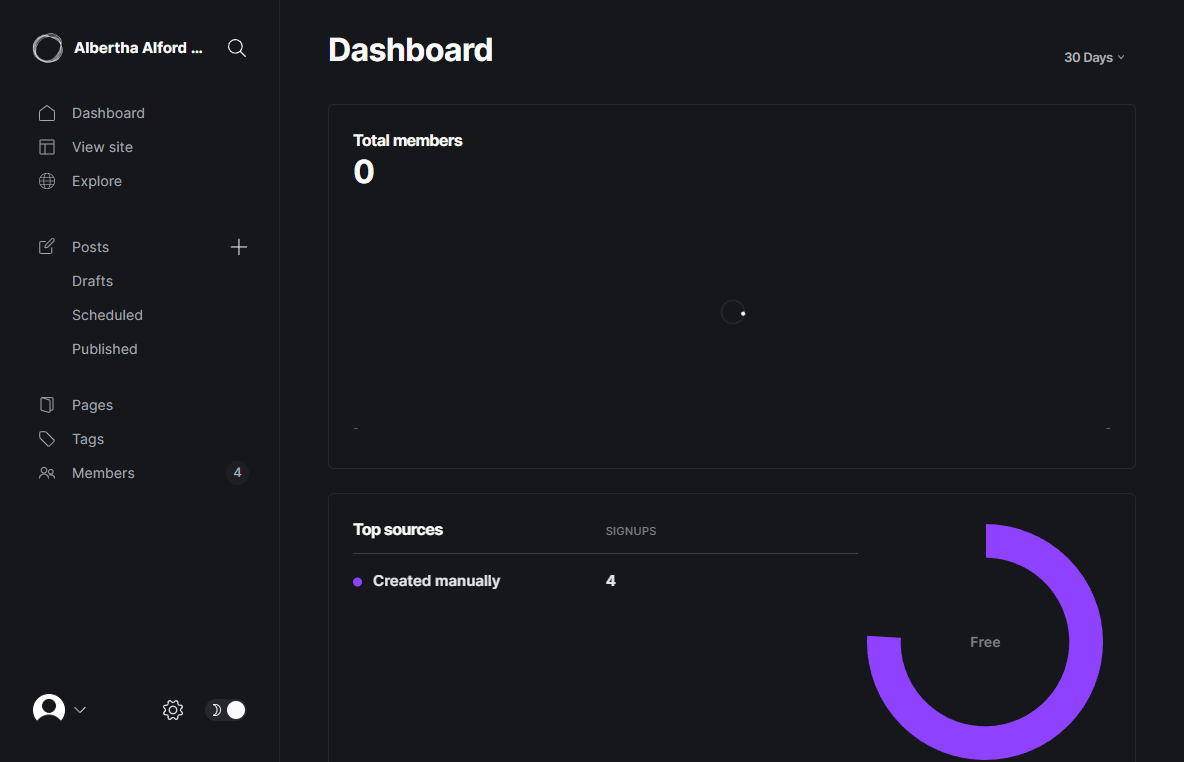 Albertha Alford ...
Dashboard
View site
Explore
Posts
Drafts
Scheduled
Published
Pages
Tags
Members 4
Dashboard
30 Days
Total members
0
- -
Top sources SIGNUPS
Created manually 4
Free